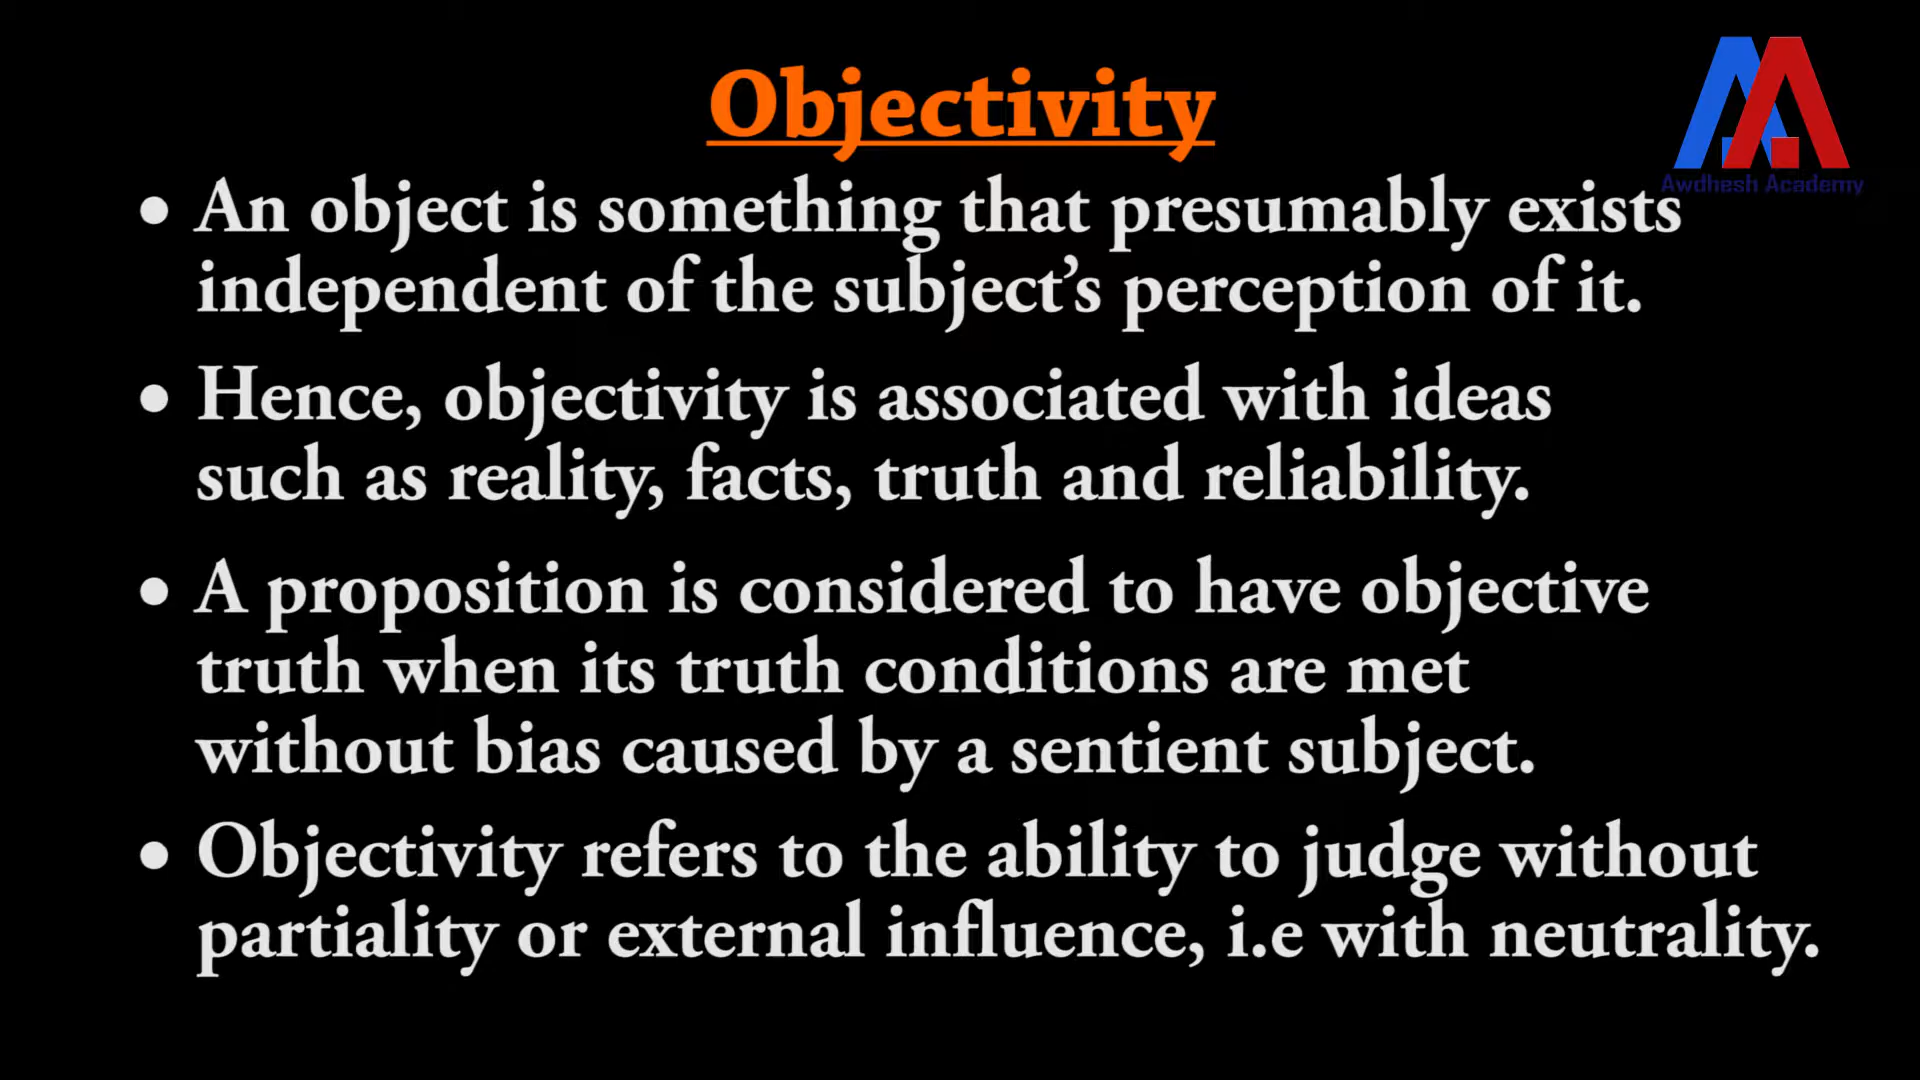 Objectivity
Awdhesh Academy
• An object is something that presumably exists
independent of the subject’s perception of it.
• Hence, objectivity is associated with ideas
such as reality, facts, truth and reliability.
• A proposition is considered to have objective
truth when its truth conditions are met
without bias caused by a sentient subject.
• Objectivity refers to the ability to judge without
partiality or external influence, i.e with neutrality.